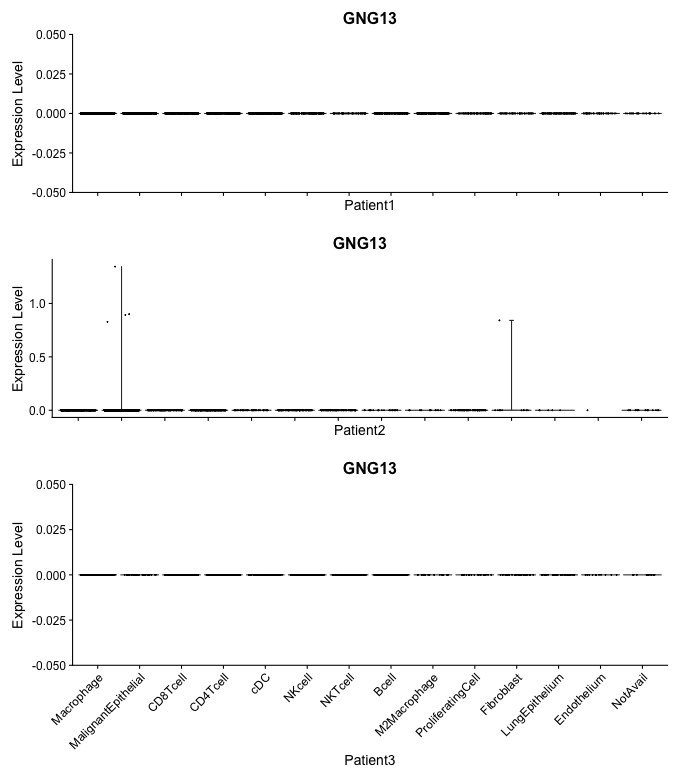 GNG13
Expression Level
0.050
0.025
0.000
-0.025
-0.050
Patient1
GNG13
Expression Level
1.0
0.5
0.0
Patient2
GNG13
Expression Level
0.050
0.025
0.000
-0.025
-0.050
Macrophage
MalignantEpithelial
CD8Tcell
CD4Tcell
cDC
NKcell
NKTcell
Bcell
M2Macrophage
ProliferatingCell
Fibroblast
LungEpithelium
Endothelium
NotAvail
Patient3